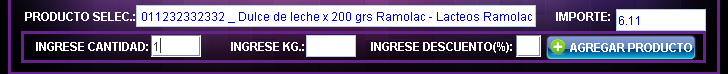 PRODUCTO SELEC.: 011232332332 _ Dulce de leche x 200 grs Ramolac - Lacteos Ramolac IMPORTE: 6.11
INGRESE CANTIDAD: 1 INGRESE KG.: INGRESE DESCUENTO(%): AGREGAR PRODUCTO